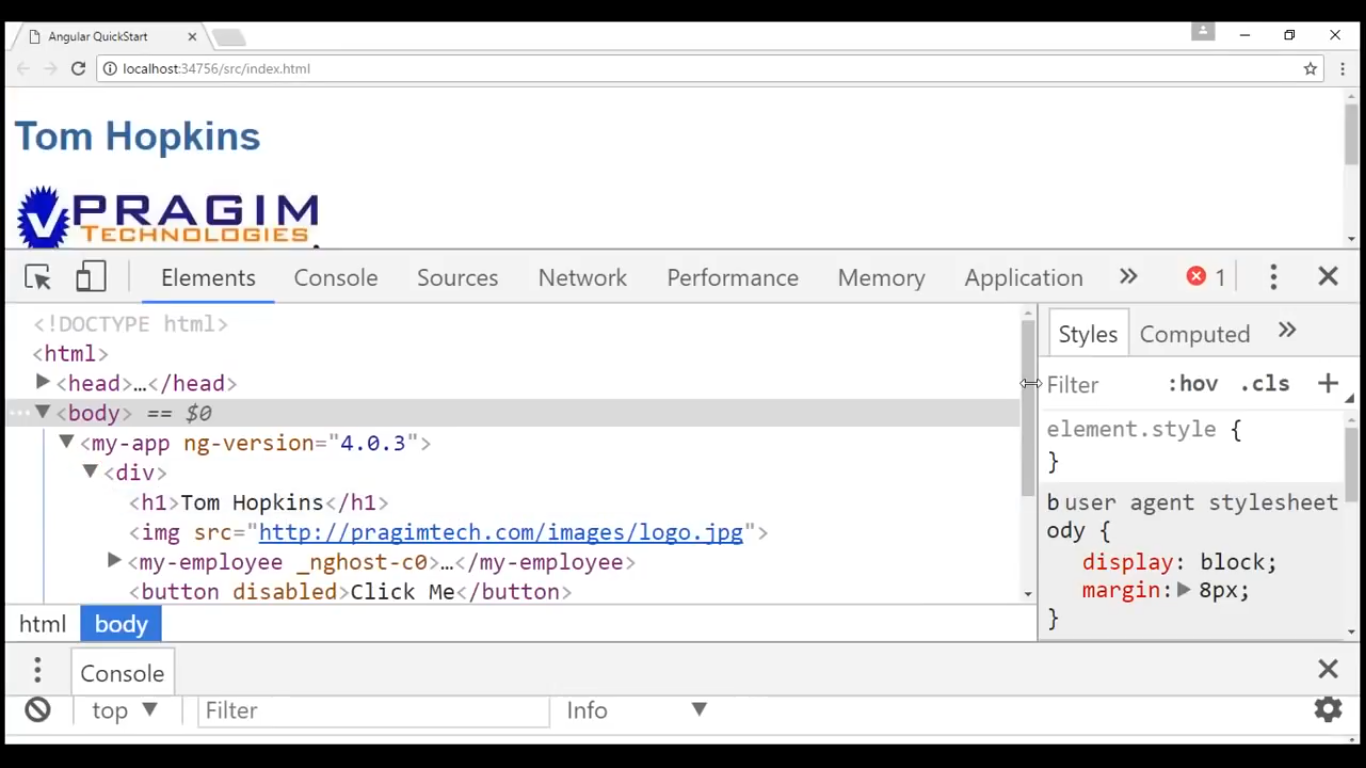 Angular QuickStart
localhost:34756/src/index.html
Tom Hopkins
PRAGIM
TECHNOLOGIES
Elements Console Sources Network Performance Memory Application » 1
<!DOCTYPE html>
<html>
<head>…</head>
<body> == $0
<my-app ng-version="4.0.3">
<div>
<h1>Tom Hopkins</h1>
<img src="http://pragimtech.com/images/logo.jpg">
<my-employee _nghost-c0>…</my-employee>
<button disabled>Click Me</button>
html body
Styles Computed »
Filter :hov .cls +
element.style {
}
b user agent stylesheet
ody {
display: block;
margin: 8px;
}
Console
top Filter Info